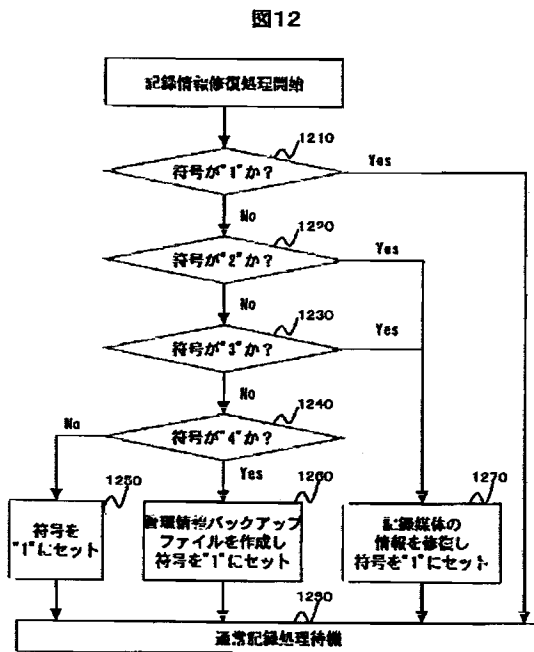 図12
記録情報修復処理開始
1210
符号が"1"か？
Yes
No
1220
符号が"2"か？
Yes
No
1230
符号が"3"か？
Yes
No
1240
符号が"4"か？
No
Yes
1250
符号を
"1"にセット
1260
管理情報バックアップ
ファイルを作成し
符号を"1"にセット
1270
記録媒体の
情報を修復し
符号を"1"にセット
1290
通常記録処理待機